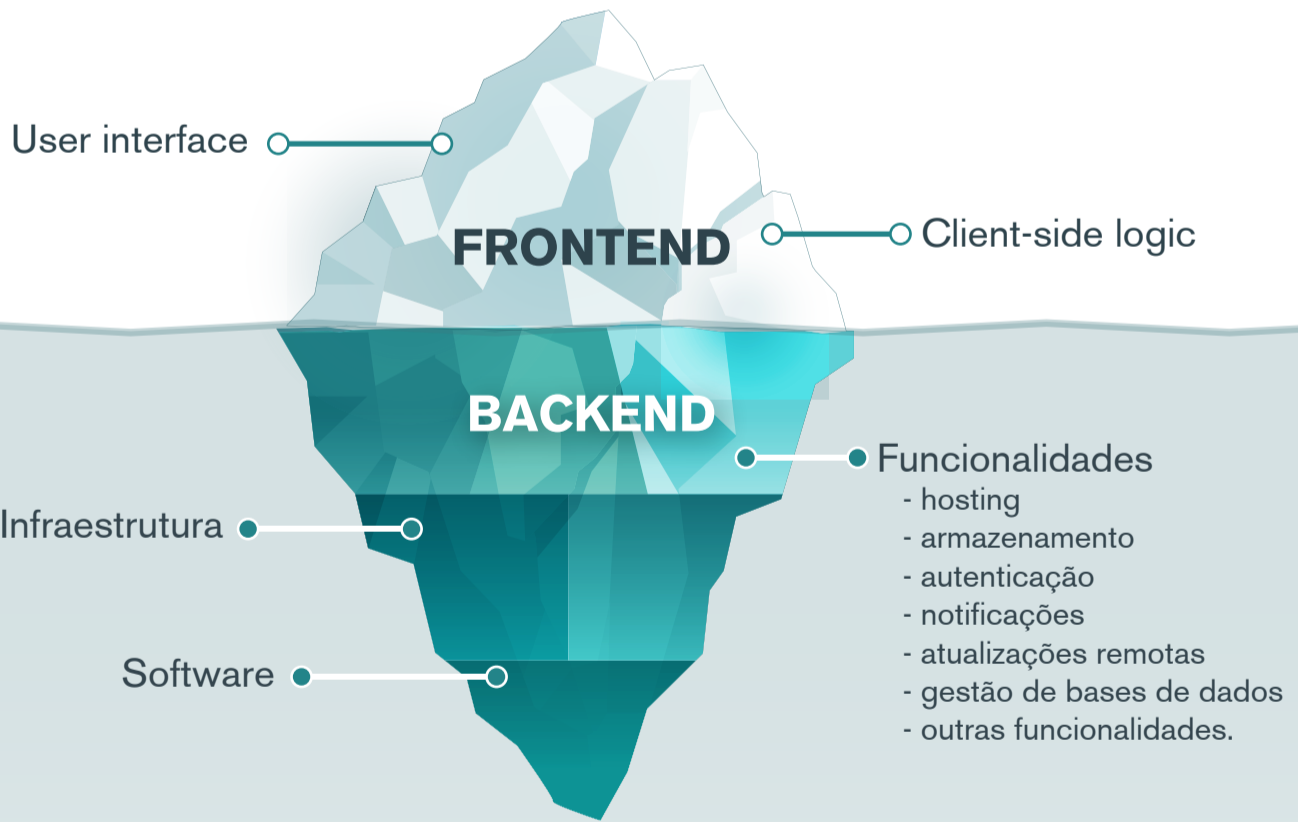 User interface
Client-side logic
FRONTEND
BACKEND
Funcionalidades
- hosting
- armazenamento
- autenticação
- notificações
- atualizações remotas
- gestão de bases de dados
- outras funcionalidades.
Infraestrutura
Software